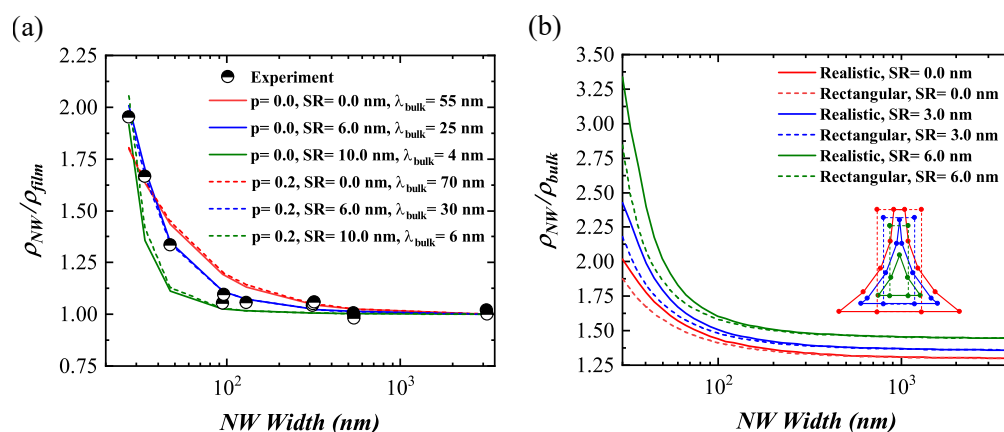 (a)
2.25
2.00
1.75
1.50
1.25
1.00
0.75
ρNW/ρfilm
Experiment
p= 0.0, SR= 0.0 nm, λbulk= 55 nm
p= 0.0, SR= 6.0 nm, λbulk= 25 nm
p= 0.0, SR= 10.0 nm, λbulk= 4 nm
p= 0.2, SR= 0.0 nm, λbulk= 70 nm
p= 0.2, SR= 6.0 nm, λbulk= 30 nm
p= 0.2, SR= 10.0 nm, λbulk= 6 nm
10²
10³
NW Width (nm)
(b)
3.50
3.25
3.00
2.75
2.50
2.25
2.00
1.75
1.50
1.25
ρNW/ρbulk
Realistic, SR= 0.0 nm
Rectangular, SR= 0.0 nm
Realistic, SR= 3.0 nm
Rectangular, SR= 3.0 nm
Realistic, SR= 6.0 nm
Rectangular, SR= 6.0 nm
10²
10³
NW Width (nm)